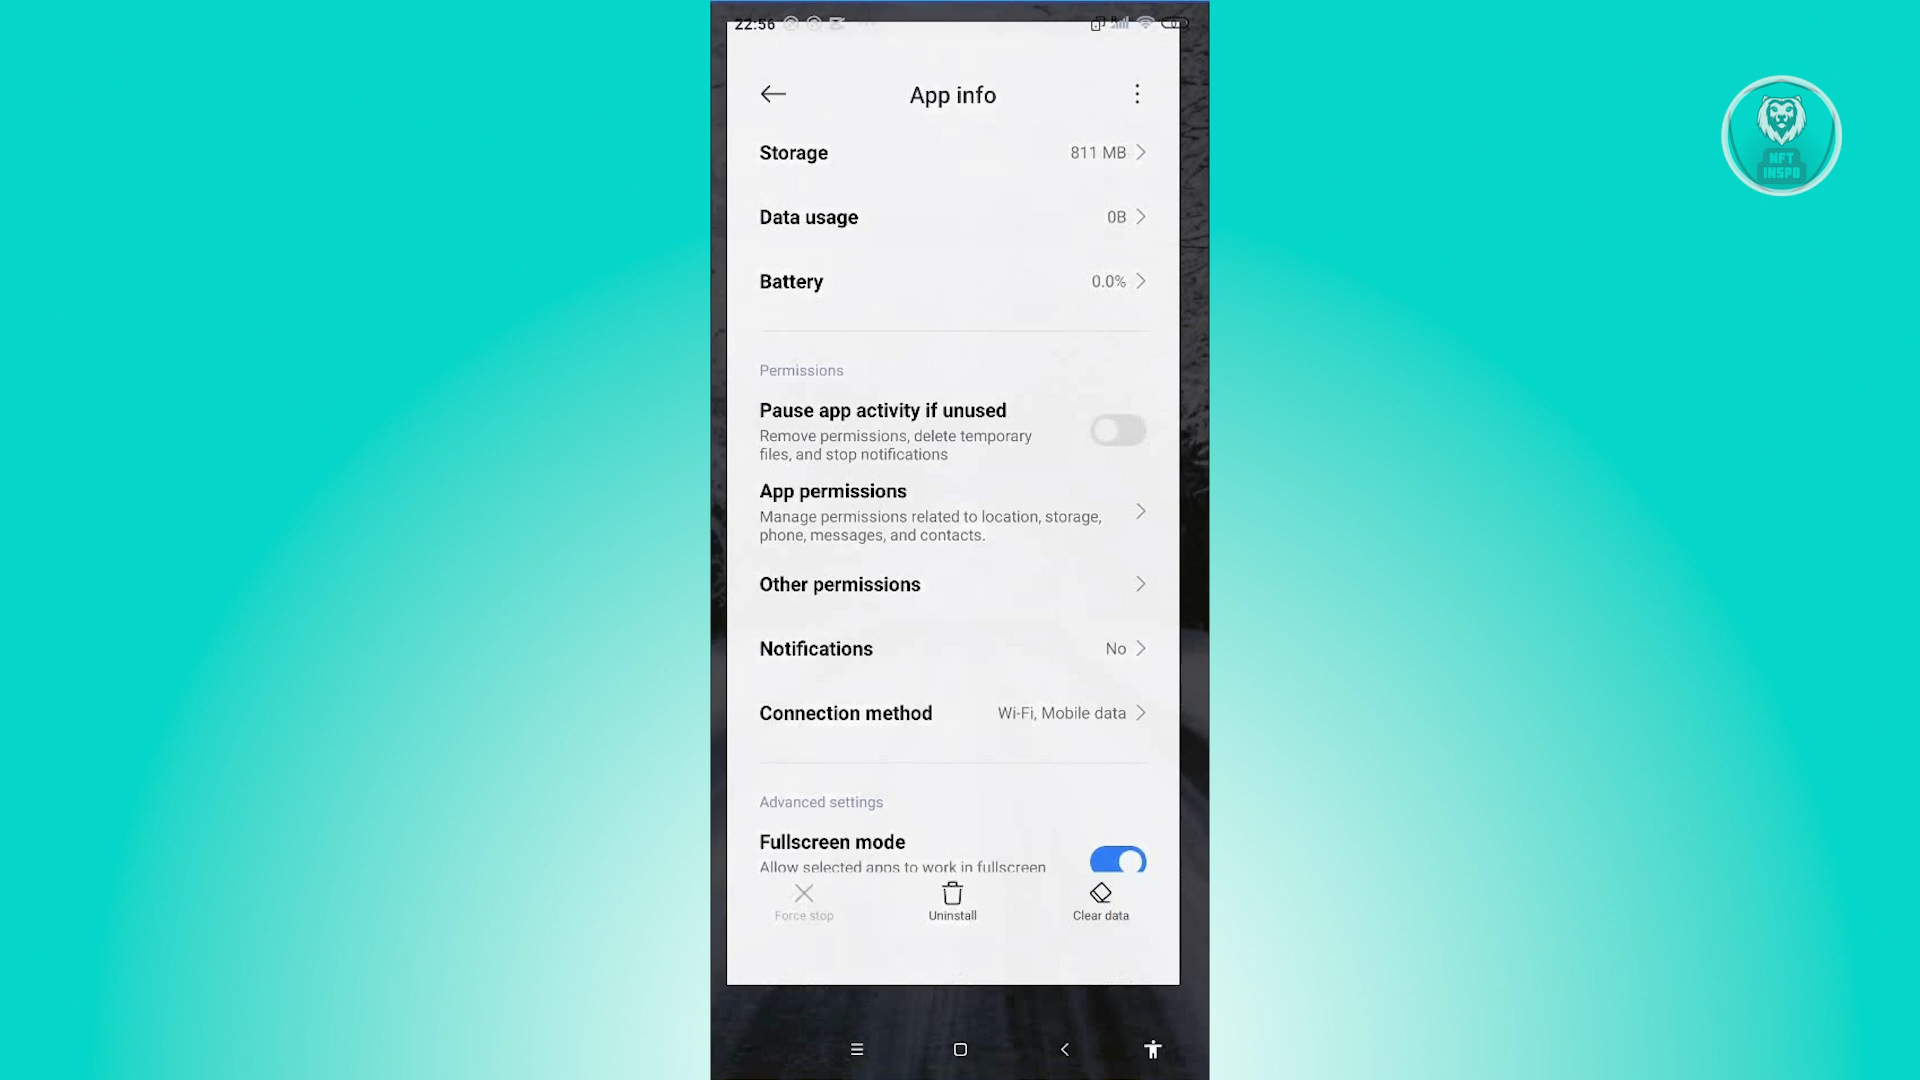 22:56
App info
Storage
811 MB
Data usage
0B
Battery
0.0%
Permissions
Pause app activity if unused
Remove permissions, delete temporary
files, and stop notifications
App permissions
Manage permissions related to location, storage,
phone, messages, and contacts.
Other permissions
Notifications
No
Connection method
Wi-Fi, Mobile data
Advanced settings
Fullscreen mode
Allow selected apps to work in fullscreen
Force stop
Uninstall
Clear data
NFT
INSPO